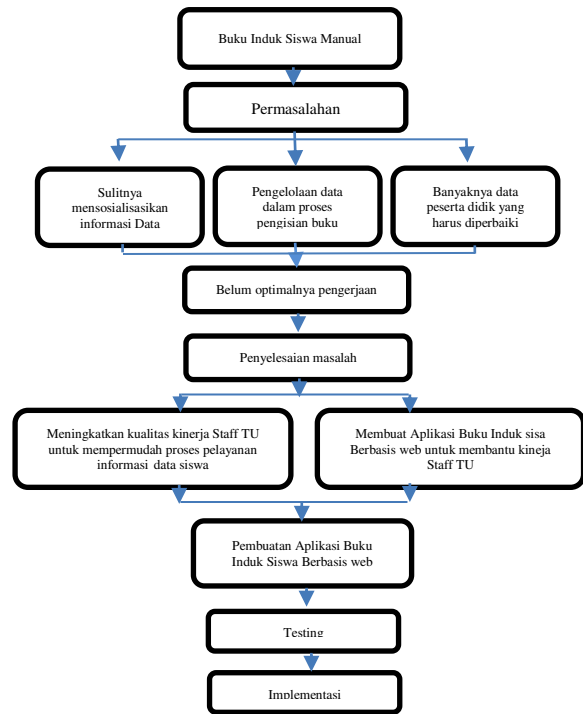 Buku Induk Siswa Manual
Permasalahan
Sulitnya
mensosialisasikan
informasi Data
Pengelolaan data
dalam proses
pengisian buku
Banyaknya data
peserta didik yang
harus diperbaiki
Belum optimalnya pengerjaan
Penyelesaian masalah
Meningkatkan kualitas kinerja Staff TU
untuk mempermudah proses pelayanan
informasi data siswa
Membuat Aplikasi Buku Induk sisa
Berbasis web untuk membantu kineja
Staff TU
Pembuatan Aplikasi Buku
Induk Siswa Berbasis web
Testing
Implementasi